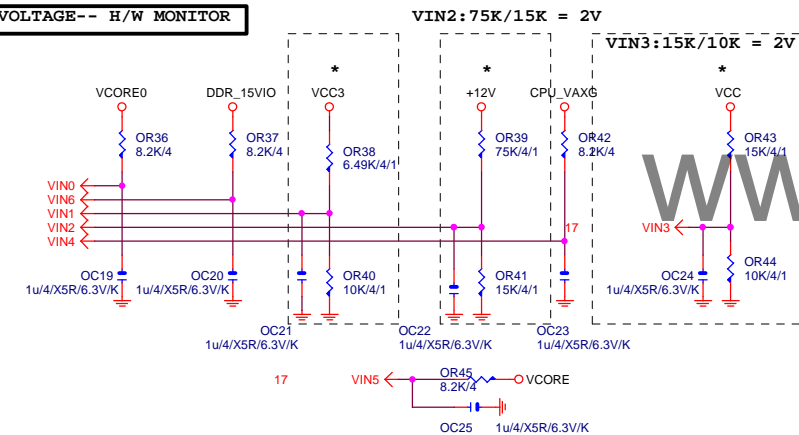 VOLTAGE-- H/W MONITOR
VIN2:75K/15K = 2V
VIN3:15K/10K = 2V
*
*
*
VCORE0
DDR_15VIO
VCC3
+12V
CPU_VAXG
VCC
OR36
8.2K/4
OR37
8.2K/4
OR38
6.49K/4/1
OR39
75K/4/1
OR42
8.2K/4
OR43
15K/4/1
WW
VIN0
VIN6
VIN1
VIN2
VIN4
17
VIN3
OC19
1u/4/X5R/6.3V/K
OC20
1u/4/X5R/6.3V/K
OR40
10K/4/1
OR41
15K/4/1
OC24
1u/4/X5R/6.3V/K
OR44
10K/4/1
OC21
1u/4/X5R/6.3V/K
OC22
1u/4/X5R/6.3V/K
OC23
1u/4/X5R/6.3V/K
17
VIN5
OR45
8.2K/4
VCORE
OC25
1u/4/X5R/6.3V/K